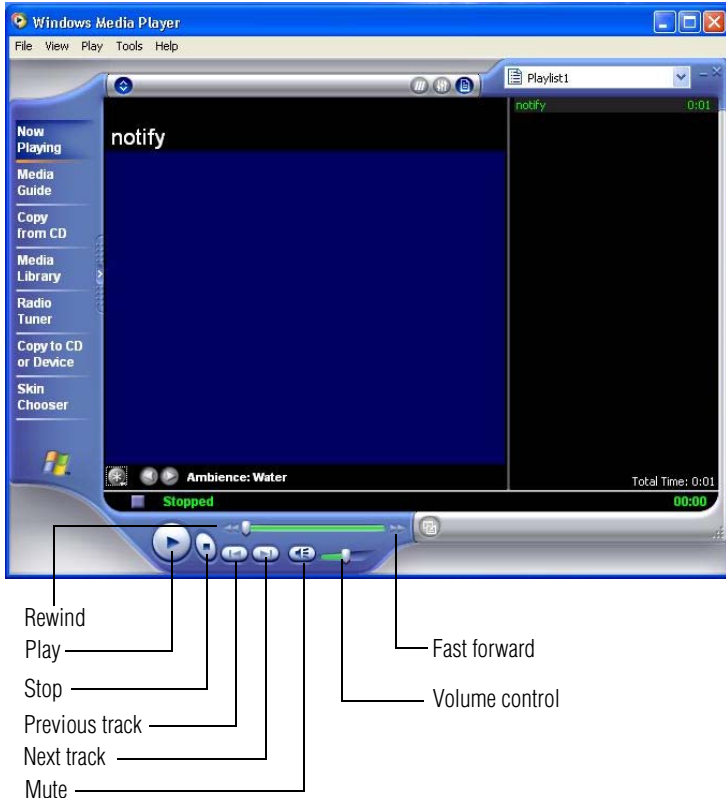 Windows Media Player
File View Play Tools Help
Playlist1
notify 0:01
notify
Now
Playing
Media
Guide
Copy
from CD
Media
Library
Radio
Tuner
Copy to CD
or Device
Skin
Chooser
Ambience: Water
Total Time: 0:01
Stopped
00:00
Rewind
Play
Stop
Previous track
Next track
Mute
Fast forward
Volume control